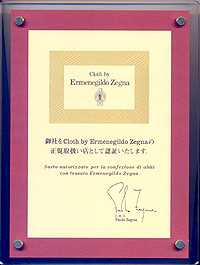 Cloth by
Ermenegildo Zegna
御社をCloth by Ermenegildo Zegnaの
正規取扱い店として認証いたします。
Sarto autorizzato per la confezione di abiti
con tessuto Ermenegildo Zegna
Paolo Zegna